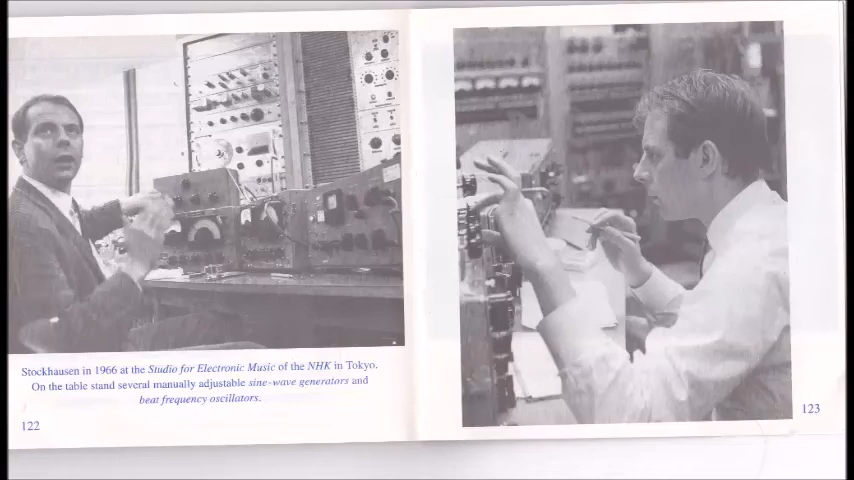 Stockhausen in 1966 at the Studio for Electronic Music of the NHK in Tokyo.
On the table stand several manually adjustable sine-wave generators and
beat frequency oscillators.
122
123